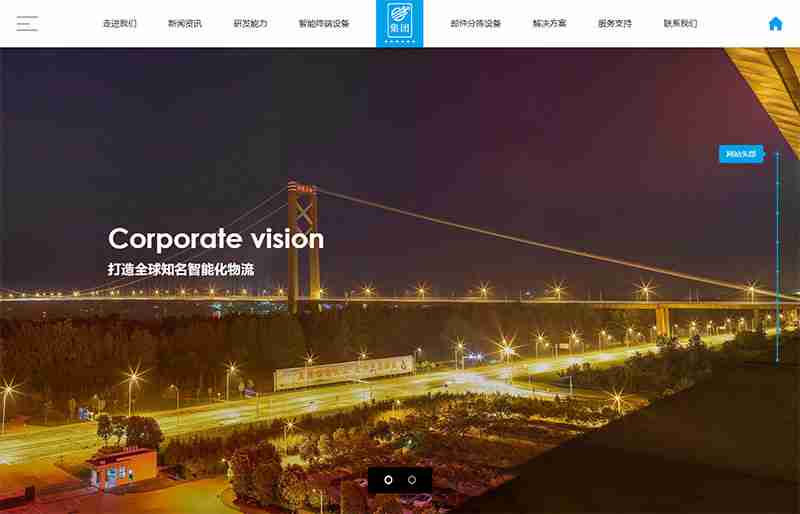 走进我们 新闻资讯 研发能力 智能终端设备 集团 邮件分拣设备 解决方案 服务支持 联系我们
网站头部
Corporate vision
打造全球知名智能化物流